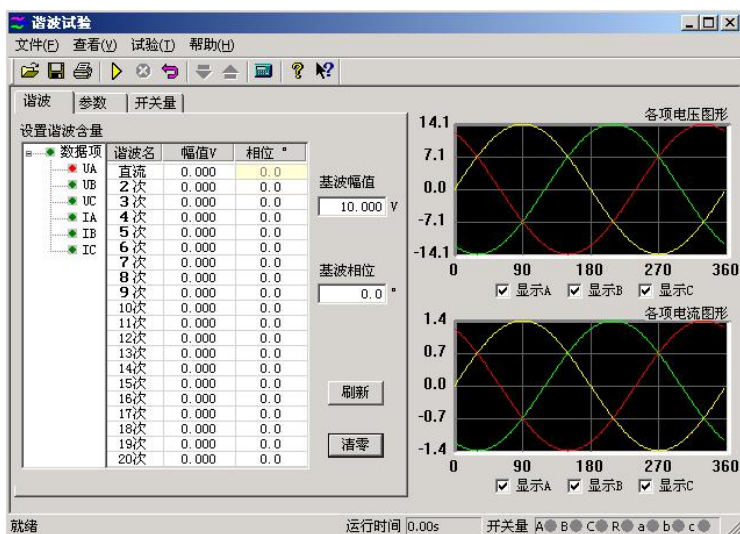 谐波试验
文件(F) 查看(V) 试验(T) 帮助(H)
谐波 参数 开关量
设置谐波含量
数据项
UA
UB
UC
IA
IB
IC
谐波名 幅值V 相位 °
直流 0.000 0.0
2次 0.000 0.0
3次 0.000 0.0
4次 0.000 0.0
5次 0.000 0.0
6次 0.000 0.0
7次 0.000 0.0
8次 0.000 0.0
9次 0.000 0.0
10次 0.000 0.0
11次 0.000 0.0
12次 0.000 0.0
13次 0.000 0.0
14次 0.000 0.0
15次 0.000 0.0
16次 0.000 0.0
17次 0.000 0.0
18次 0.000 0.0
19次 0.000 0.0
20次 0.000 0.0
基波幅值
10.000 V
基波相位
0.0 °
刷新
清零
各项电压图形
14.1
7.1
0.0
-7.1
-14.1
0 90 180 270 360
显示A 显示B 显示C
各项电流图形
1.4
0.7
0.0
-0.7
-1.4
0 90 180 270 360
显示A 显示B 显示C
就绪 运行时间 0.00s 开关量 A B C R a b c